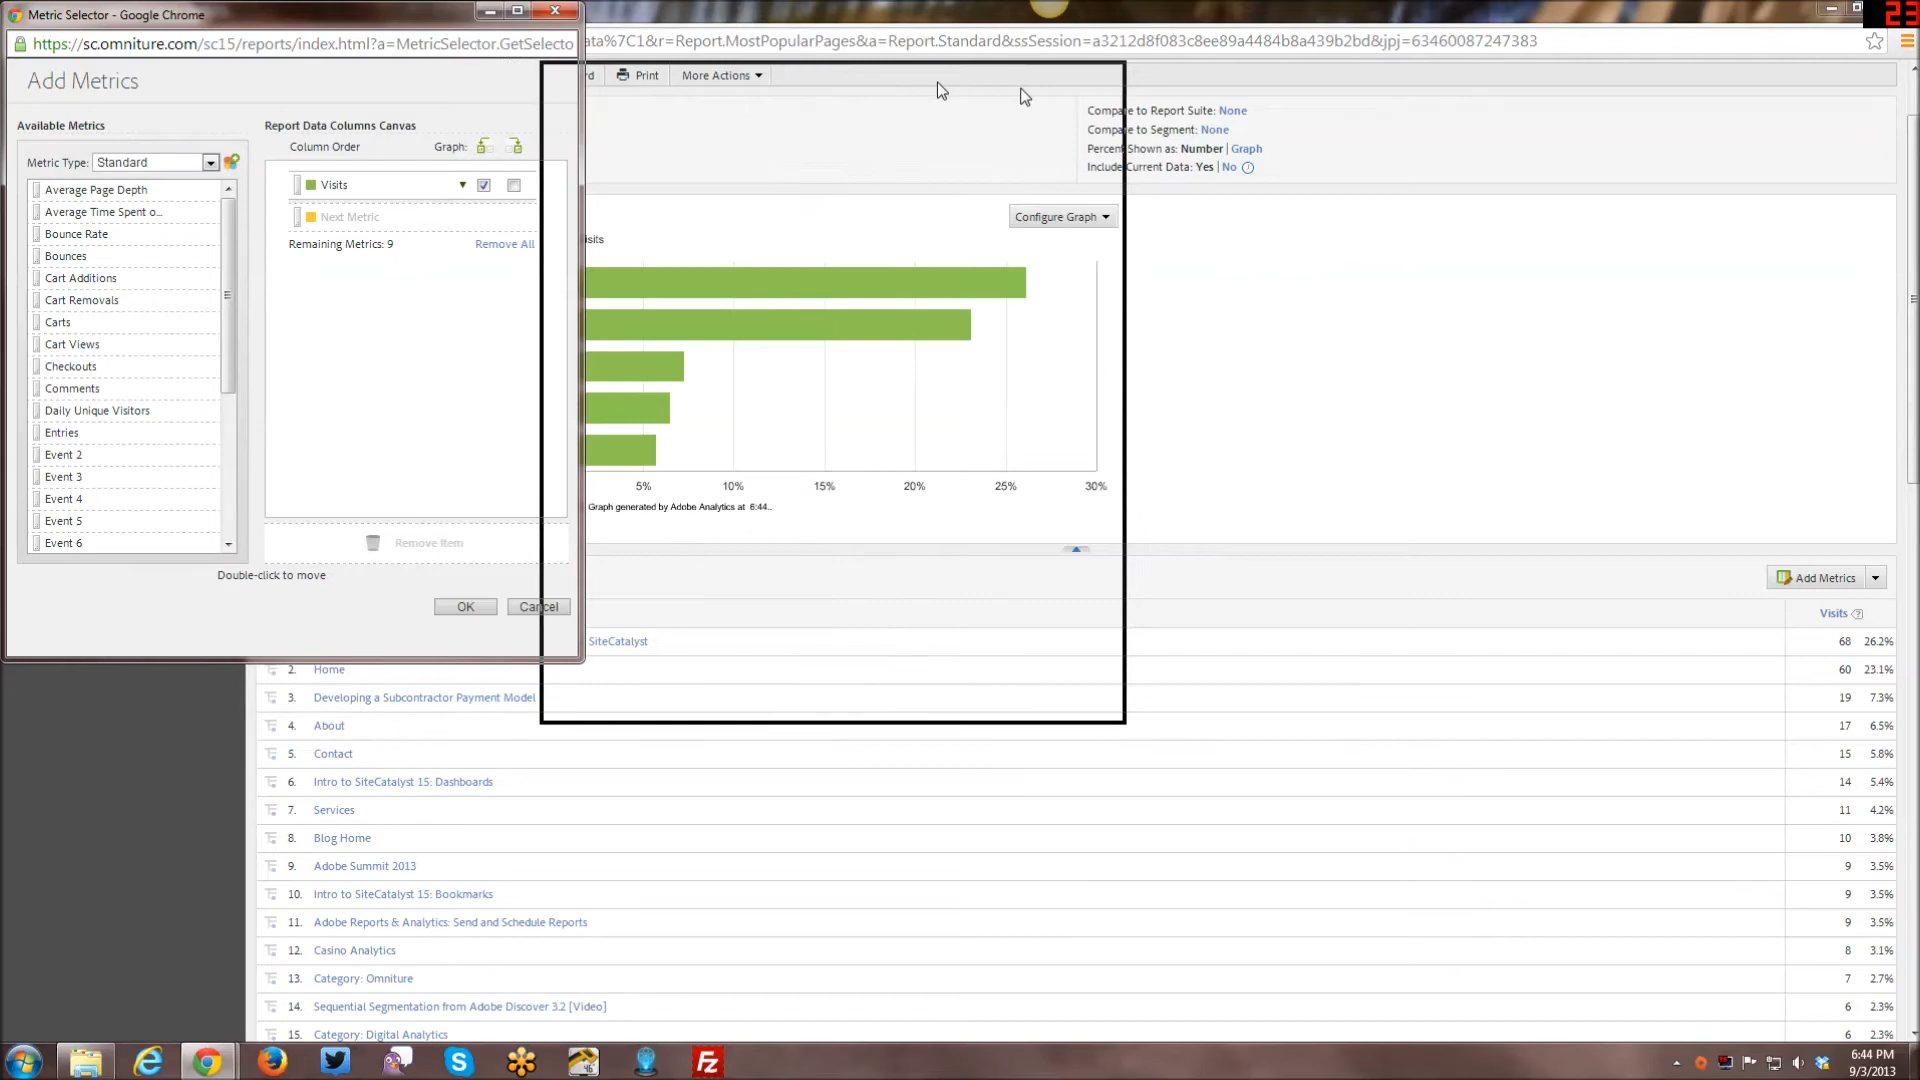 Metric Selector - Google Chrome
https://sc.omniture.com/sc15/reports/index.html?a=MetricSelector.GetSelecto
ata%7C1&r=Report.MostPopularPages&a=Report.Standard&ssSession=a3212d8f083c8ee89a4484b8a439b2bd&jpj=63460087247383
23
Add Metrics
rd
Print
More Actions
Available Metrics
Report Data Columns Canvas
Column Order
Graph:
Metric Type: Standard
Average Page Depth
Average Time Spent o...
Bounce Rate
Bounces
Cart Additions
Cart Removals
Carts
Cart Views
Checkouts
Comments
Daily Unique Visitors
Entries
Event 2
Event 3
Event 4
Event 5
Event 6
Visits
Next Metric
Remaining Metrics: 9
Remove All
Remove Item
Double-click to move
OK
Cancel
Compare to Report Suite: None
Compare to Segment: None
Percent Shown as: Number | Graph
Include Current Data: Yes | No
Configure Graph
isits
5%
10%
15%
20%
25%
30%
Graph generated by Adobe Analytics at 6:44..
Add Metrics
Visits
SiteCatalyst 68 26.2%
2. Home 60 23.1%
3. Developing a Subcontractor Payment Model 19 7.3%
4. About 17 6.5%
5. Contact 15 5.8%
6. Intro to SiteCatalyst 15: Dashboards 14 5.4%
7. Services 11 4.2%
8. Blog Home 10 3.8%
9. Adobe Summit 2013 9 3.5%
10. Intro to SiteCatalyst 15: Bookmarks 9 3.5%
11. Adobe Reports & Analytics: Send and Schedule Reports 9 3.5%
12. Casino Analytics 8 3.1%
13. Category: Omniture 7 2.7%
14. Sequential Segmentation from Adobe Discover 3.2 [Video] 6 2.3%
15. Category: Digital Analytics 6 2.3%
6:44 PM
9/3/2013